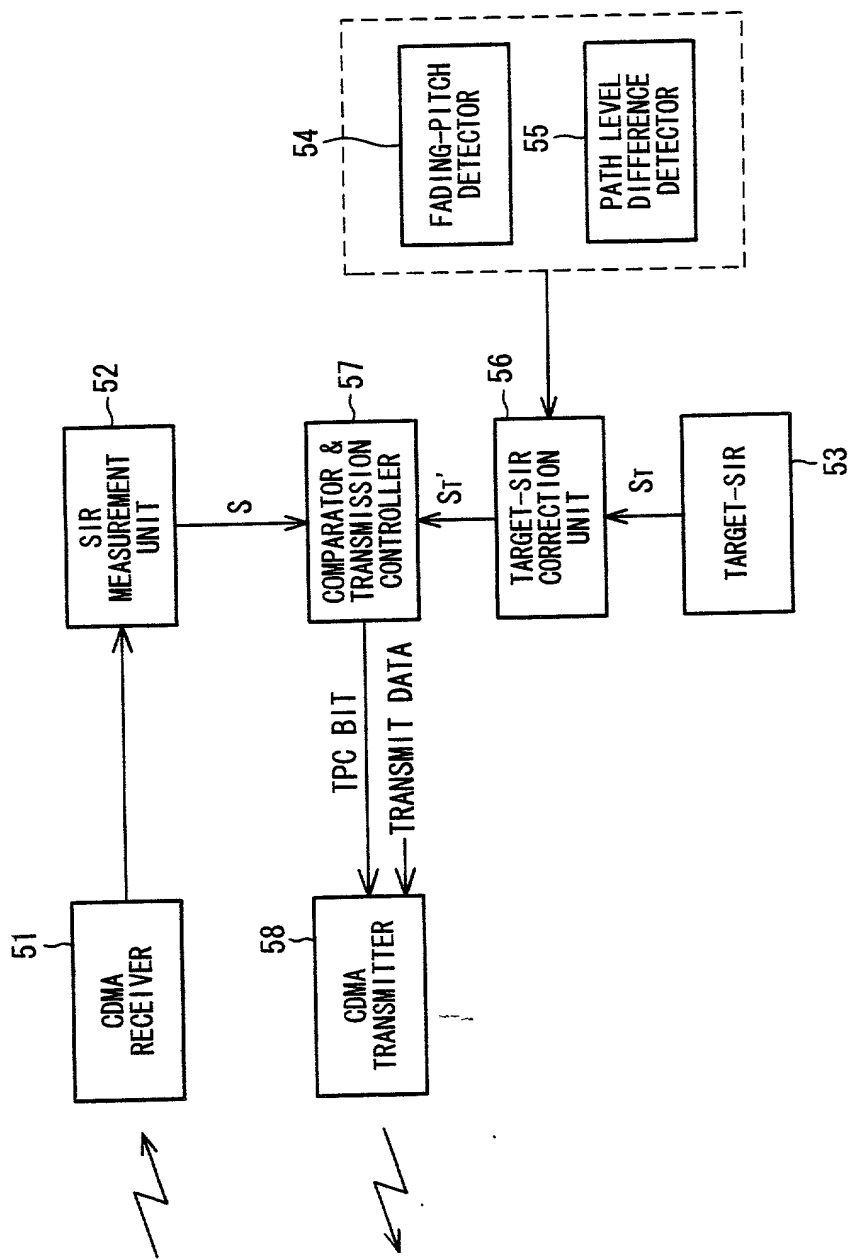 51
CDMA
RECEIVER
52
SIR
MEASUREMENT
UNIT
S
58
CDMA
TRANSMITTER
TPC BIT
TRANSMIT DATA
57
COMPARATOR &
TRANSMISSION
CONTROLLER
ST'
56
TARGET-SIR
CORRECTION
UNIT
ST
TARGET-SIR
53
54
FADING-PITCH
DETECTOR
55
PATH LEVEL
DIFFERENCE
DETECTOR